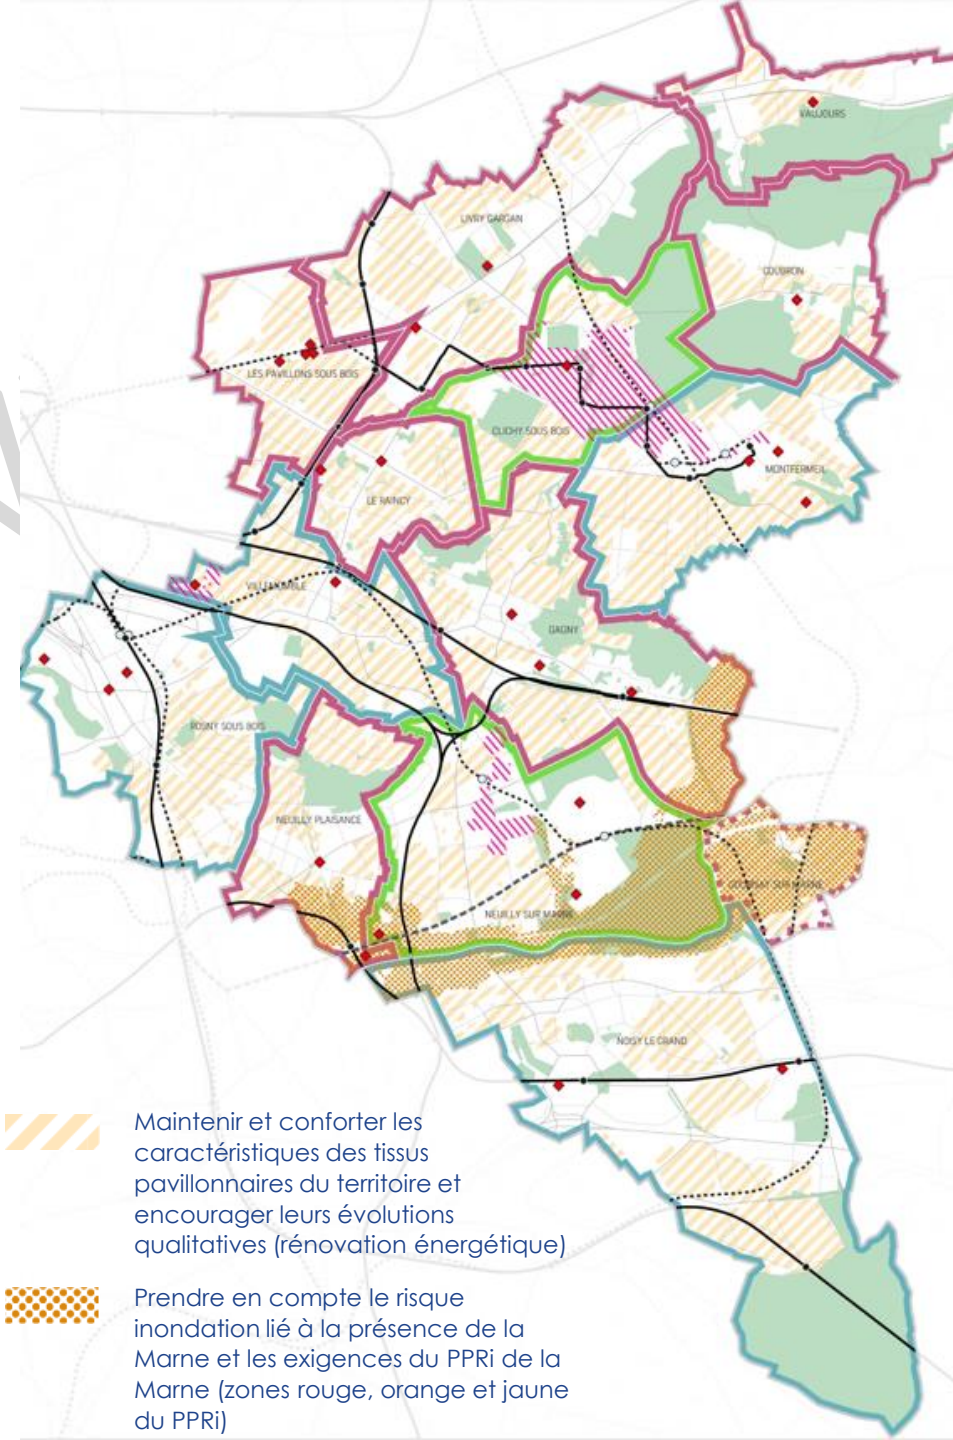 VAUJOURS
LIVRY GARGAN
COUBRON
LES PAVILLONS SOUS BOIS
CLICHY SOUS BOIS
MONTFERMEIL
LE RAINCY
VILLEMOMBLE
GAGNY
ROSNY SOUS BOIS
NEUILLY PLAISANCE
GOURNAY SUR MARNE
NEUILLY SUR MARNE
NOISY LE GRAND
Maintenir et conforter les
caractéristiques des tissus
pavillonnaires du territoire et
encourager leurs évolutions
qualitatives (rénovation énergétique)
Prendre en compte le risque
inondation lié à la présence de la
Marne et les exigences du PPRi de la
Marne (zones rouge, orange et jaune
du PPRi)